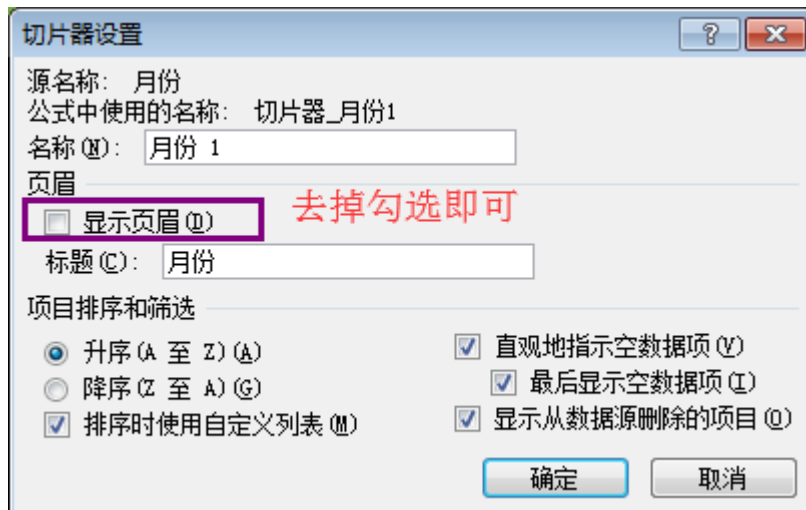 切片器设置
源名称: 月份
公式中使用的名称: 切片器_月份1
名称(N): 月份 1
页眉
显示页眉(D)
去掉勾选即可
标题(C): 月份
项目排序和筛选
升序(A 至 Z)(A)
直观地指示空数据项(V)
降序(Z 至 A)(G)
最后显示空数据项(I)
排序时使用自定义列表(M)
显示从数据源删除的项目(O)
确定
取消